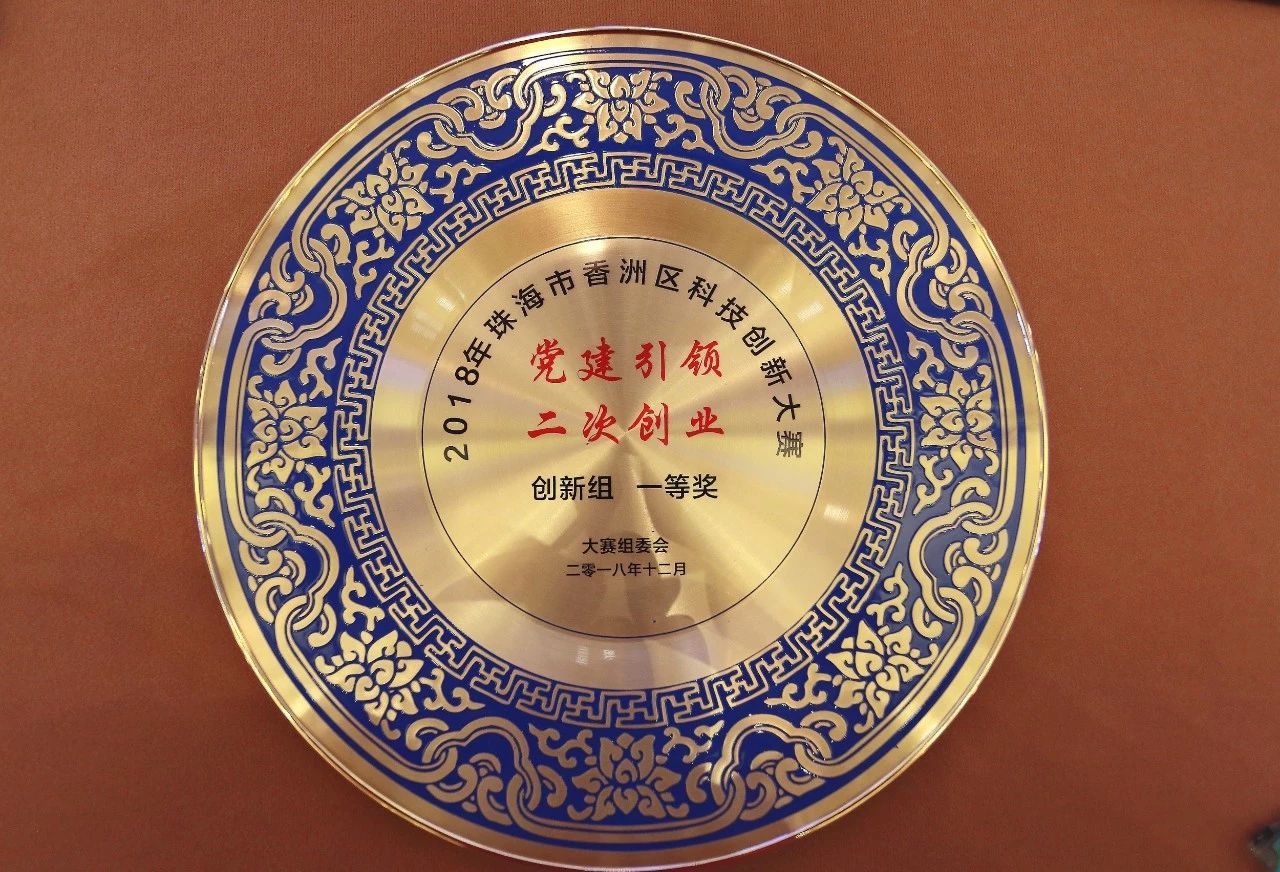 2018年珠海市香洲区科技创新大赛
党建引领
二次创业
创新组 一等奖
大赛组委会
二零一八年十二月